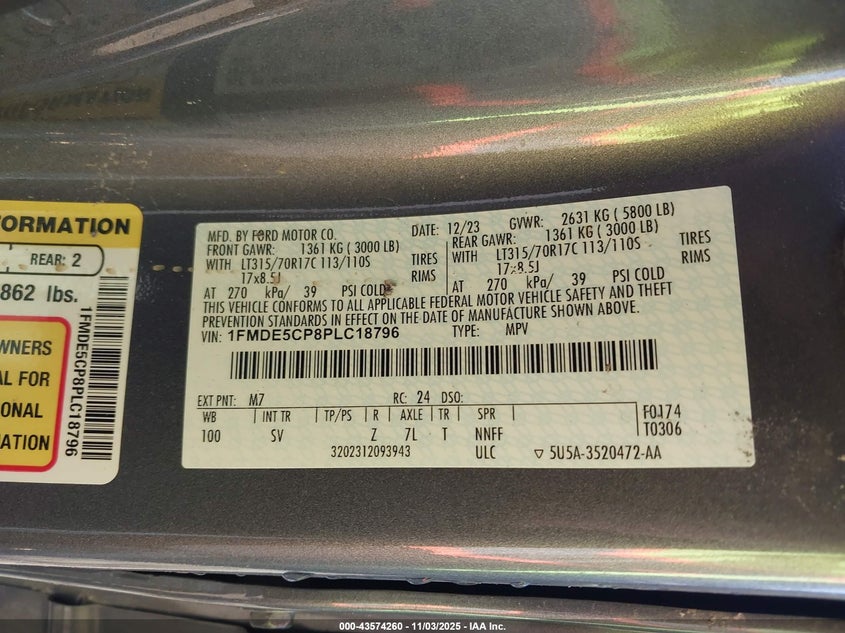 FORMATION
REAR: 2
862 lbs.
WNERS
AL FOR
ONAL
MATION
1FMDE5CP8PLC18796
MFD. BY FORD MOTOR CO. DATE: 12/23 GVWR: 2631 KG ( 5800 LB)
FRONT GAWR: 1361 KG ( 3000 LB) REAR GAWR: 1361 KG ( 3000 LB)
WITH LT315/70R17C 113/110S TIRES WITH LT315/70R17C 113/110S TIRES
17x8.5J RIMS 17x8.5J RIMS
AT 270 kPa/ 39 PSI COLD AT 270 kPa/ 39 PSI COLD
THIS VEHICLE CONFORMS TO ALL APPLICABLE FEDERAL MOTOR VEHICLE SAFETY AND THEFT
PREVENTION STANDARDS IN EFFECT ON THE DATE OF MANUFACTURE SHOWN ABOVE.
VIN: 1FMDE5CP8PLC18796 TYPE: MPV
EXT PNT: M7 RC: 24 DSO:
WB INT TR TP/PS R AXLE TR SPR F0174
100 SV Z 7L T NNFF T0306
3202312093943 ULC ▽ 5U5A-3520472-AA
000-43574260 - 11/03/2025 - IAA Inc.